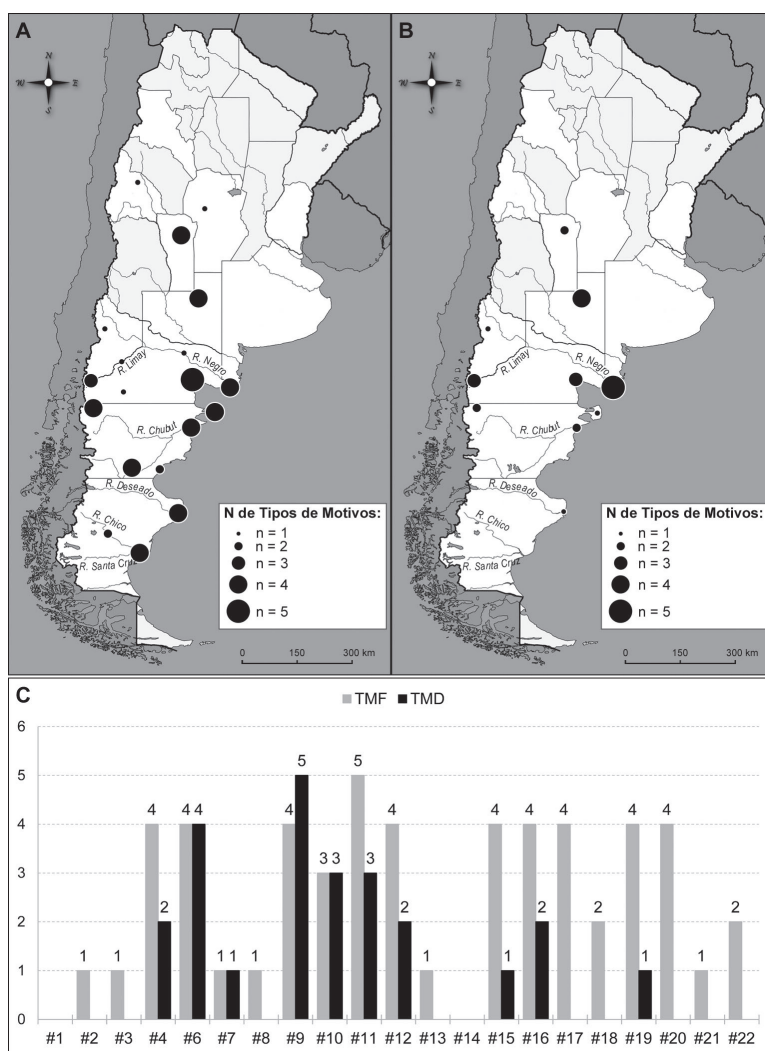 A
N
W E
S
R. Limay
R. Negro
R. Chubut
R. Deseado
R. Chico
R. Santa Cruz
N de Tipos de Motivos:
n = 1
n = 2
n = 3
n = 4
n = 5
0 150 300 km
B
N
W E
S
R. Limay
R. Negro
R. Chubut
R. Deseado
R. Chico
R. Santa Cruz
N de Tipos de Motivos:
n = 1
n = 2
n = 3
n = 4
n = 5
0 150 300 km
C
TMF TMD
6
5
4
3
2
1
0
1 1 4 2 4 4 1 1 1 4 5 3 3 5 3 4 2 1 4 1 4 2 4 2 4 1 4 1 2
#1 #2 #3 #4 #6 #7 #8 #9 #10 #11 #12 #13 #14 #15 #16 #17 #18 #19 #20 #21 #22